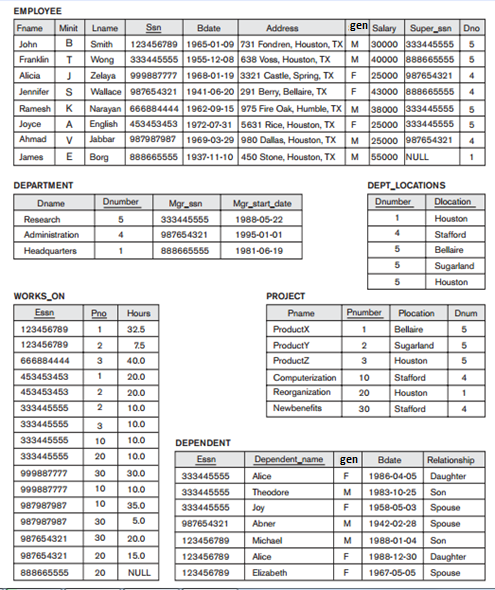 EMPLOYEE
Fname Minit Lname Ssn Bdate Address gen Salary Super_ssn Dno
John B Smith 123456789 1965-01-09 731 Fondren, Houston, TX M 30000 333445555 5
Franklin T Wong 333445555 1955-12-08 638 Voss, Houston, TX M 40000 888665555 5
Alicia J Zelaya 999887777 1968-01-19 3321 Castle, Spring, TX F 25000 987654321 4
Jennifer S Wallace 987654321 1941-06-20 291 Berry, Bellaire, TX F 43000 888665555 4
Ramesh K Narayan 666884444 1962-09-15 975 Fire Oak, Humble, TX M 38000 333445555 5
Joyce A English 453453453 1972-07-31 5631 Rice, Houston, TX F 25000 333445555 5
Ahmad V Jabbar 987987987 1969-03-29 980 Dallas, Houston, TX M 25000 987654321 4
James E Borg 888665555 1937-11-10 450 Stone, Houston, TX M 55000 NULL 1
DEPARTMENT
Dname Dnumber Mgr_ssn Mgr_start_date
Research 5 333445555 1988-05-22
Administration 4 987654321 1995-01-01
Headquarters 1 888665555 1981-06-19
DEPT_LOCATIONS
Dnumber Dlocation
1 Houston
4 Stafford
5 Bellaire
5 Sugarland
5 Houston
WORKS_ON
Essn Pno Hours
123456789 1 32.5
123456789 2 7.5
666884444 3 40.0
453453453 1 20.0
453453453 2 20.0
333445555 2 10.0
333445555 3 10.0
333445555 10 10.0
333445555 20 10.0
999887777 30 30.0
999887777 10 10.0
987987987 10 35.0
987987987 30 5.0
987654321 30 20.0
987654321 20 15.0
888665555 20 NULL
PROJECT
Pname Pnumber Plocation Dnum
ProductX 1 Bellaire 5
ProductY 2 Sugarland 5
ProductZ 3 Houston 5
Computerization 10 Stafford 4
Reorganization 20 Houston 1
Newbenefits 30 Stafford 4
DEPENDENT
Essn Dependent_name gen Bdate Relationship
333445555 Alice F 1986-04-05 Daughter
333445555 Theodore M 1983-10-25 Son
333445555 Joy F 1958-05-03 Spouse
987654321 Abner M 1942-02-28 Spouse
123456789 Michael M 1988-01-04 Son
123456789 Alice F 1988-12-30 Daughter
123456789 Elizabeth F 1967-05-05 Spouse